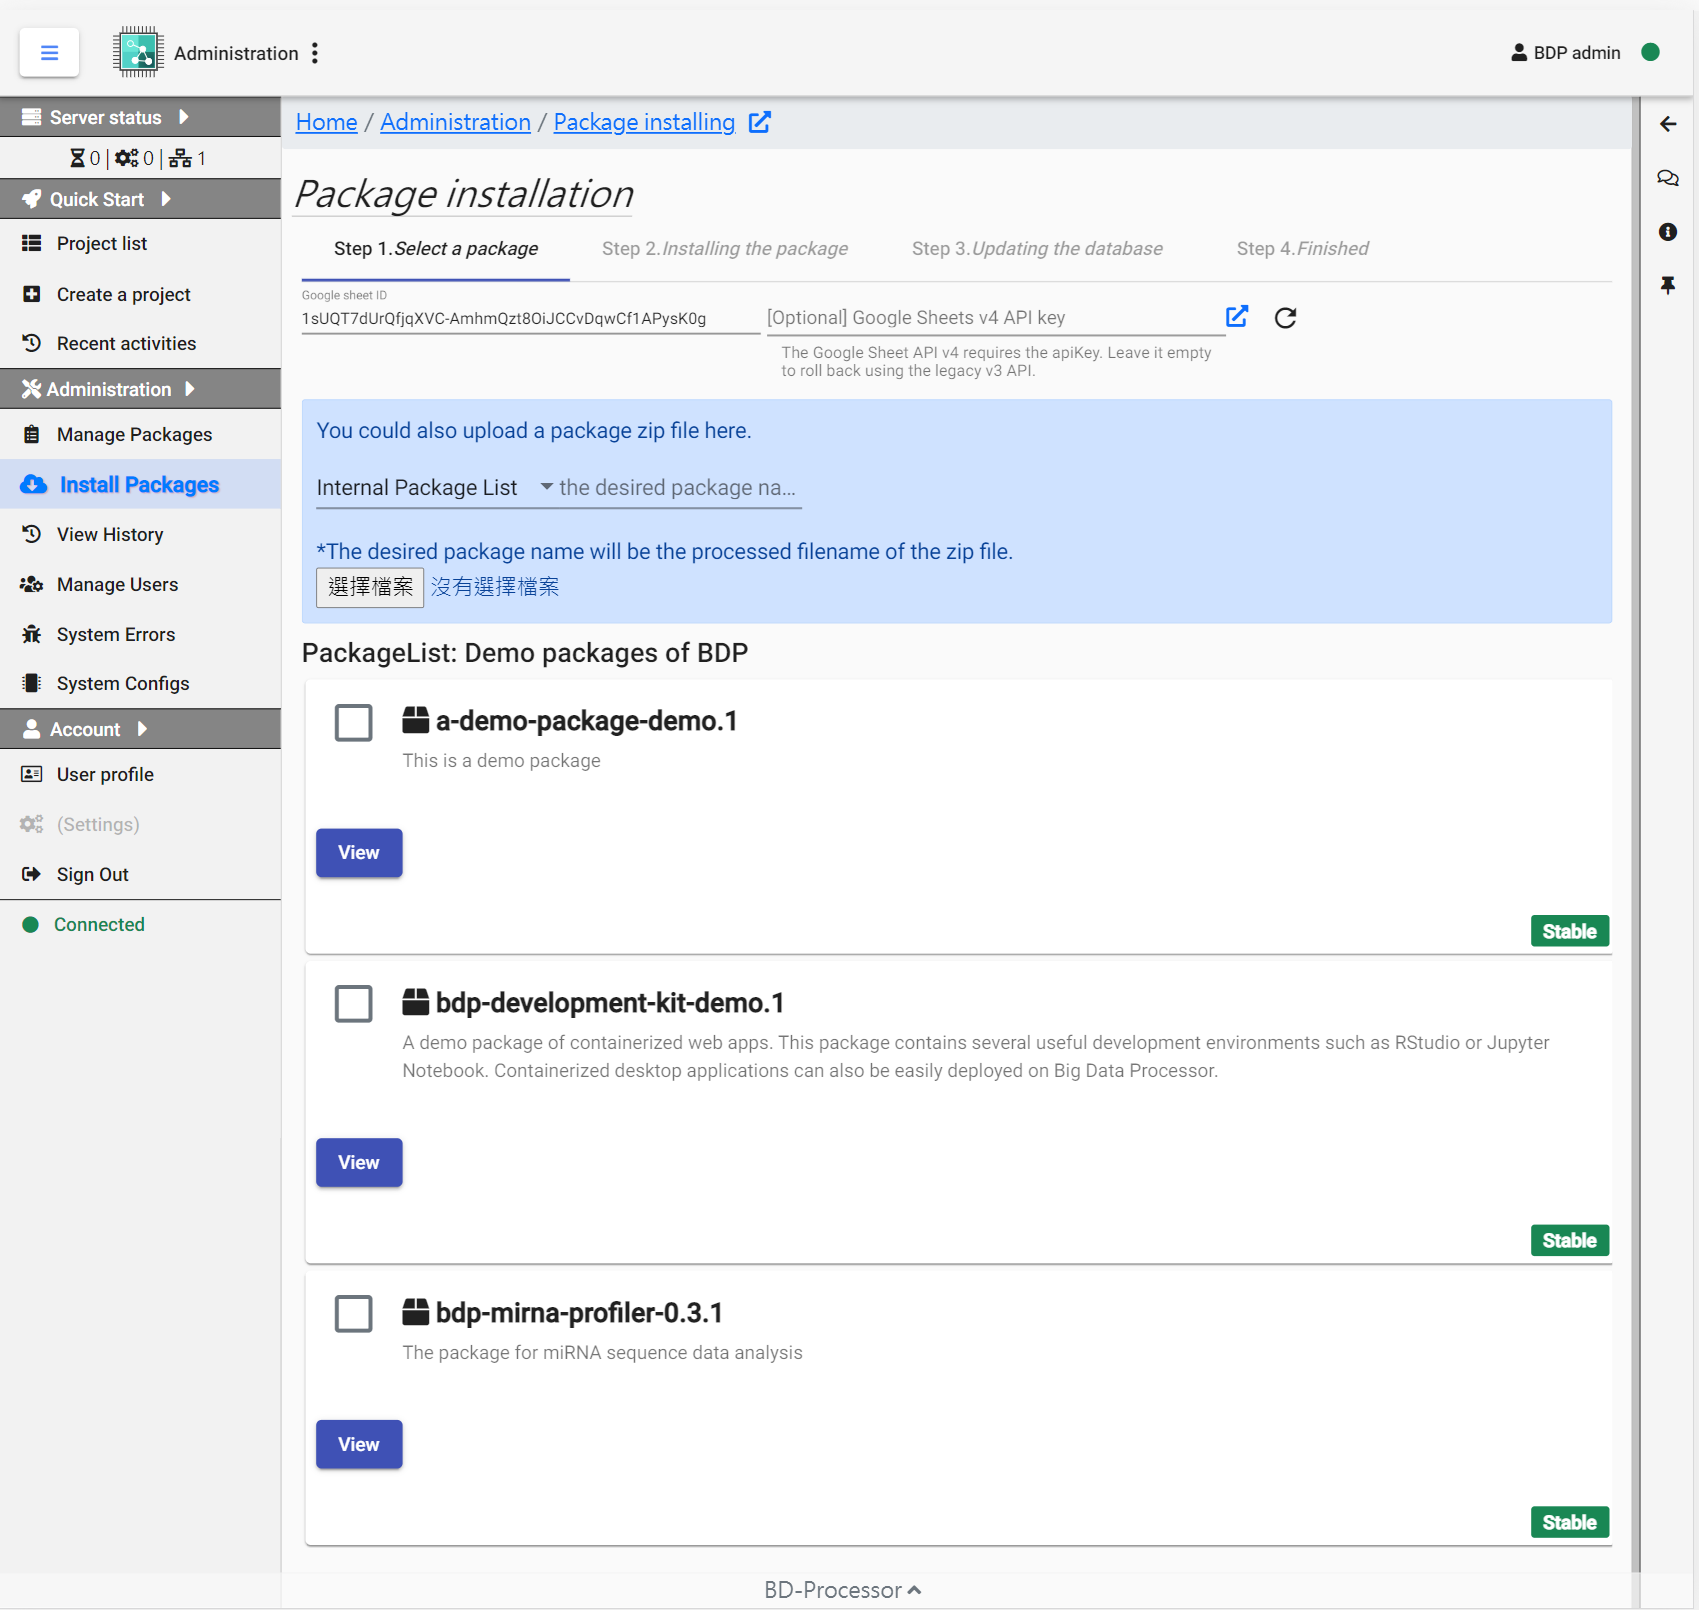 Administration
BDP admin
Server status
0 | 0 | 1
Quick Start
Project list
Create a project
Recent activities
Administration
Manage Packages
Install Packages
View History
Manage Users
System Errors
System Configs
Account
User profile
(Settings)
Sign Out
Connected
Home / Administration / Package installing
Package installation
Step 1.Select a package
Step 2.Installing the package
Step 3.Updating the database
Step 4.Finished
Google sheet ID
1sUQT7dUrQfjqXVC-AmhmQzt8OiJCCvDqwCf1APysK0g
[Optional] Google Sheets v4 API key
The Google Sheet API v4 requires the apiKey. Leave it empty
to roll back using the legacy v3 API.
You could also upload a package zip file here.
Internal Package List
the desired package na...
*The desired package name will be the processed filename of the zip file.
選擇檔案 沒有選擇檔案
PackageList: Demo packages of BDP
a-demo-package-demo.1
This is a demo package
View
Stable
bdp-development-kit-demo.1
A demo package of containerized web apps. This package contains several useful development environments such as RStudio or Jupyter
Notebook. Containerized desktop applications can also be easily deployed on Big Data Processor.
View
Stable
bdp-mirna-profiler-0.3.1
The package for miRNA sequence data analysis
View
Stable
BD-Processor